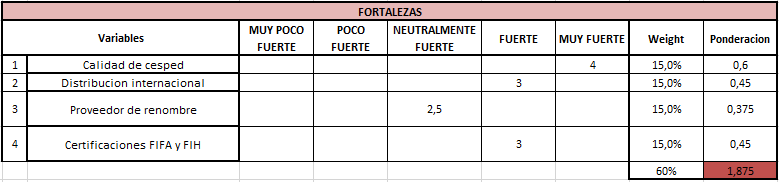 FORTALEZAS
Variables MUY POCO FUERTE POCO FUERTE NEUTRALMENTE FUERTE FUERTE MUY FUERTE Weight Ponderacion
1 Calidad de cesped 4 15,0% 0,6
2 Distribucion internacional 3 15,0% 0,45
3 Proveedor de renombre 2,5 15,0% 0,375
4 Certificaciones FIFA y FIH 3 15,0% 0,45
60% 1,875